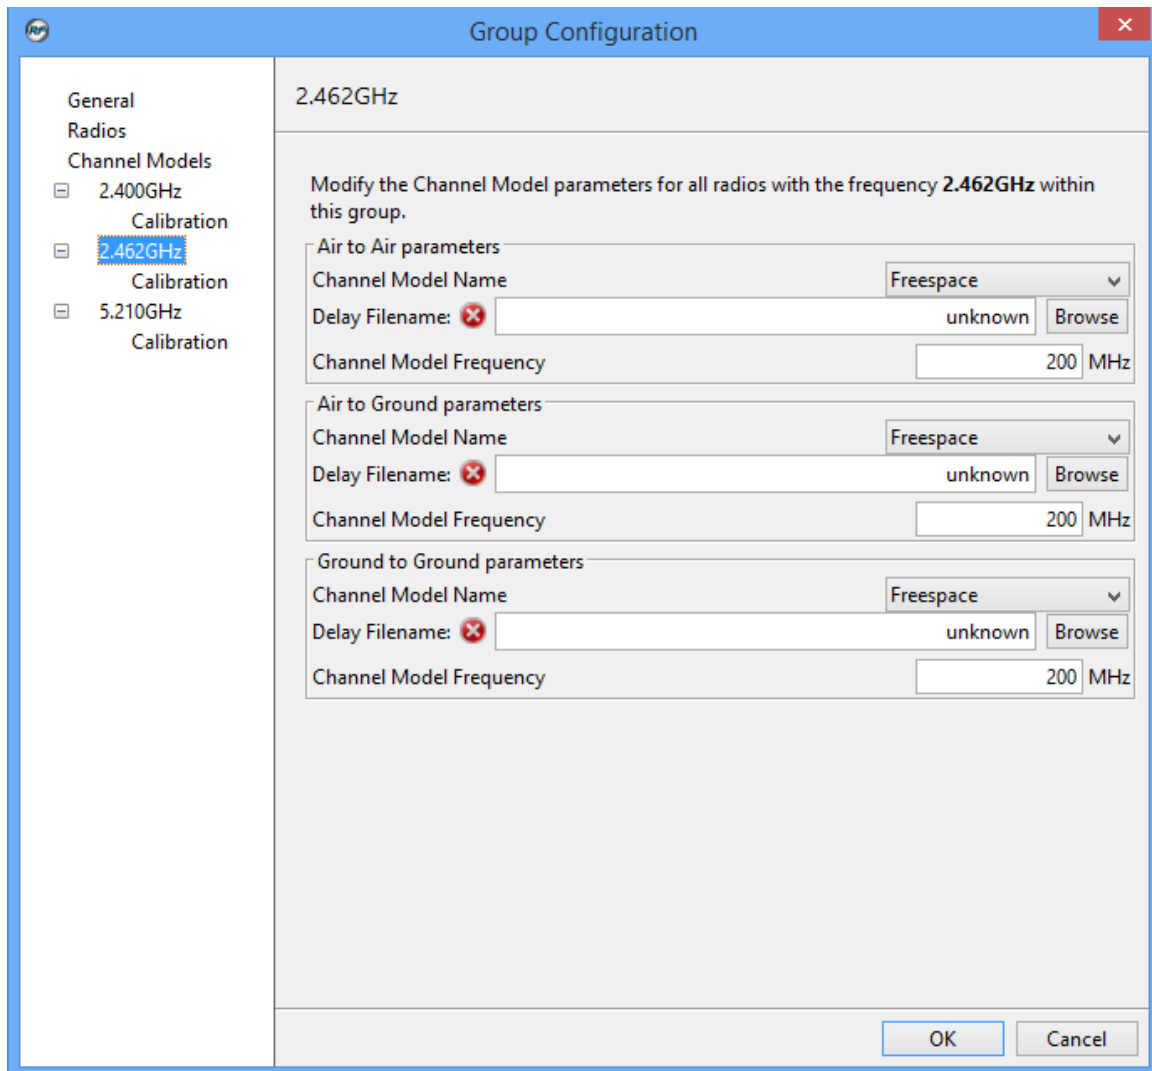 Group Configuration
General
Radios
Channel Models
2.400GHz
Calibration
2.462GHz
Calibration
5.210GHz
Calibration
2.462GHz
Modify the Channel Model parameters for all radios with the frequency 2.462GHz within
this group.
Air to Air parameters
Channel Model Name Freespace
Delay Filename: unknown Browse
Channel Model Frequency 200 MHz
Air to Ground parameters
Channel Model Name Freespace
Delay Filename: unknown Browse
Channel Model Frequency 200 MHz
Ground to Ground parameters
Channel Model Name Freespace
Delay Filename: unknown Browse
Channel Model Frequency 200 MHz
OK Cancel